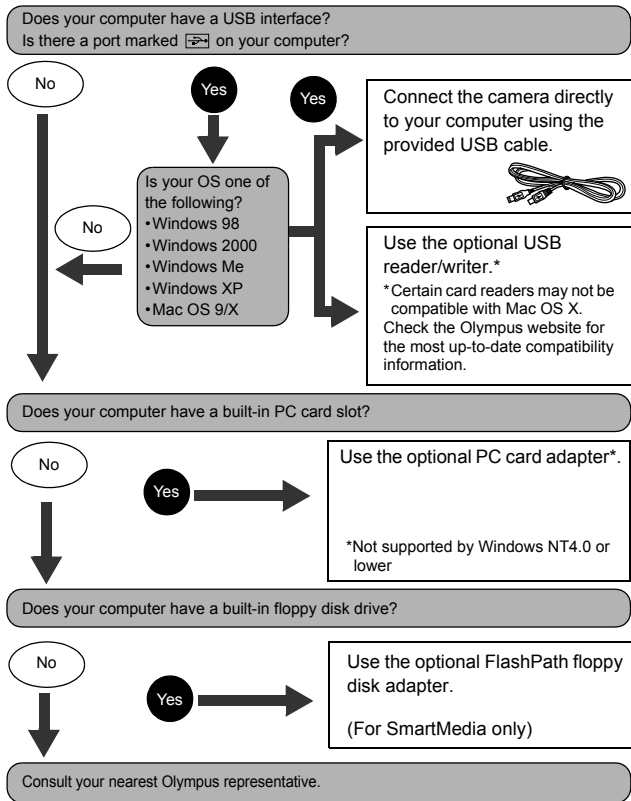 Does your computer have a USB interface?
Is there a port marked on your computer?
No
Yes
Yes
Connect the camera directly
to your computer using the
provided USB cable.
Is your OS one of
the following?
•Windows 98
•Windows 2000
•Windows Me
•Windows XP
•Mac OS 9/X
No
Use the optional USB
reader/writer.*
*Certain card readers may not be
compatible with Mac OS X.
Check the Olympus website for
the most up-to-date compatibility
information.
Does your computer have a built-in PC card slot?
No
Yes
Use the optional PC card adapter*.
*Not supported by Windows NT4.0 or
lower
Does your computer have a built-in floppy disk drive?
No
Yes
Use the optional FlashPath floppy
disk adapter.
(For SmartMedia only)
Consult your nearest Olympus representative.